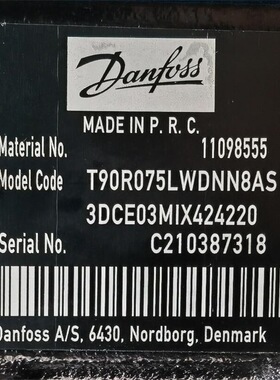 Danfoss
MADE IN P. R. C.
Material No. 11098555
Model Code T90R075LWDNN8AS
3DCE03MIX424220
Serial No. C210387318
Danfoss A/S, 6430, Nordborg, Denmark